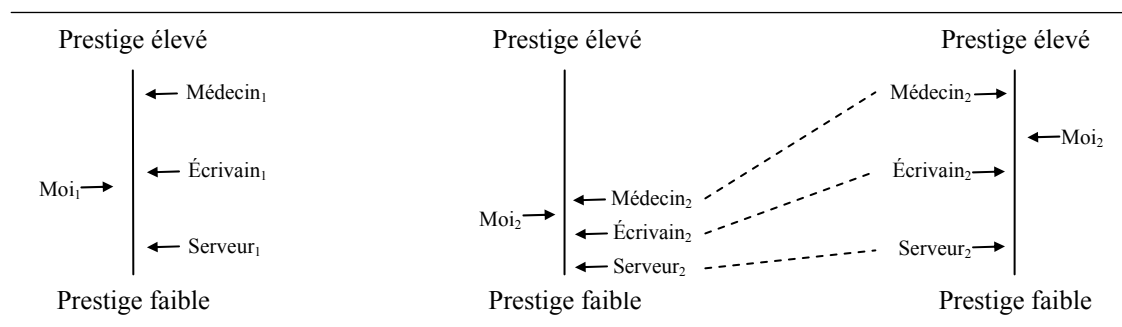 Prestige élevé
Médecin₁
Écrivain₁
Moi₁
Serveur₁
Prestige faible
Prestige élevé
Médecin₂
Moi₂
Écrivain₂
Serveur₂
Prestige faible
Prestige élevé
Médecin₂
Moi₂
Écrivain₂
Serveur₂
Prestige faible